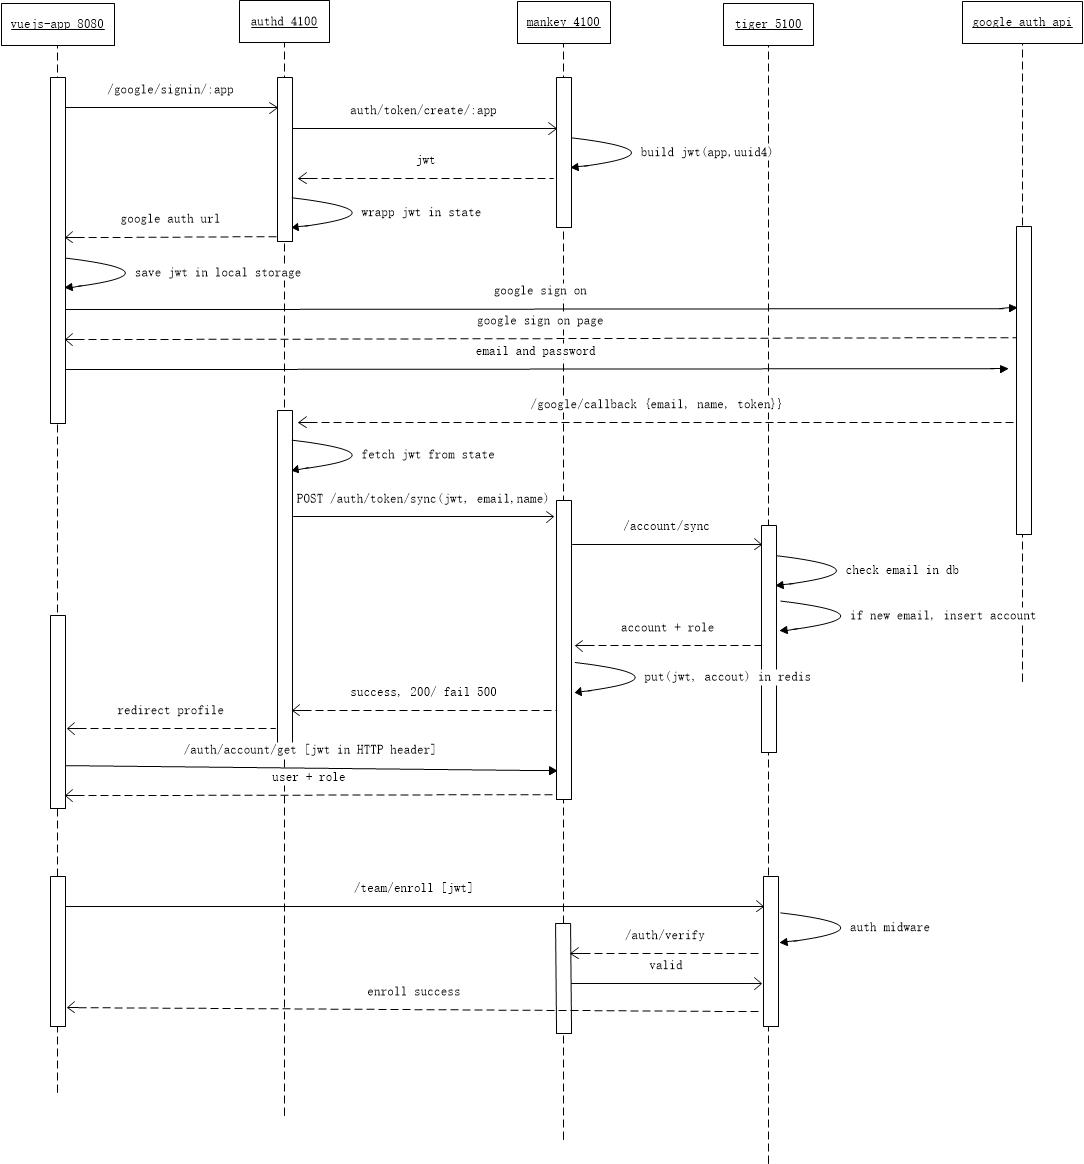 vuejs-app 8080
authd 4100
mankey 4100
tiger 5100
google auth api
/google/signin/:app
auth/token/create/:app
build jwt(app,uuid4)
jwt
wrapp jwt in state
google auth url
save jwt in local storage
google sign on
google sign on page
email and password
/google/callback {email, name, token}}
fetch jwt from state
POST /auth/token/sync(jwt, email,name)
/account/sync
check email in db
if new email, insert account
account + role
put(jwt, accout) in redis
success, 200/ fail 500
redirect profile
/auth/account/get [jwt in HTTP header]
user + role
/team/enroll [jwt]
auth midware
/auth/verify
valid
enroll success